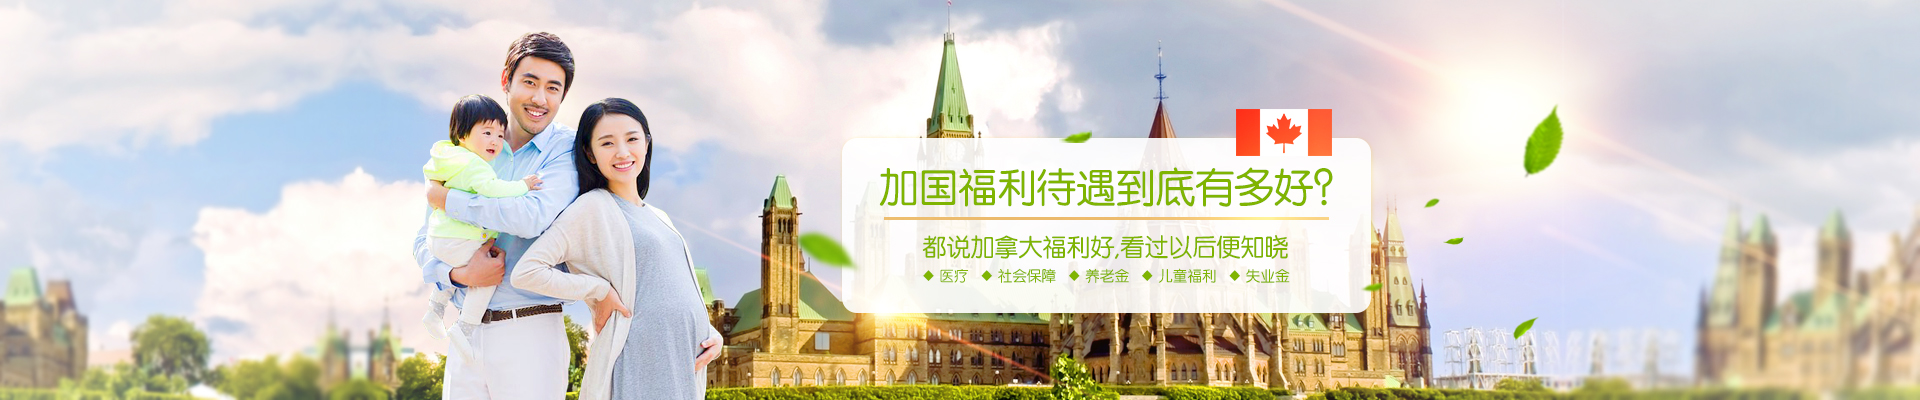 加国福利待遇到底有多好?
都说加拿大福利好,看过以后便知晓
◆ 医疗 ◆ 社会保障 ◆ 养老金 ◆ 儿童福利 ◆ 失业金